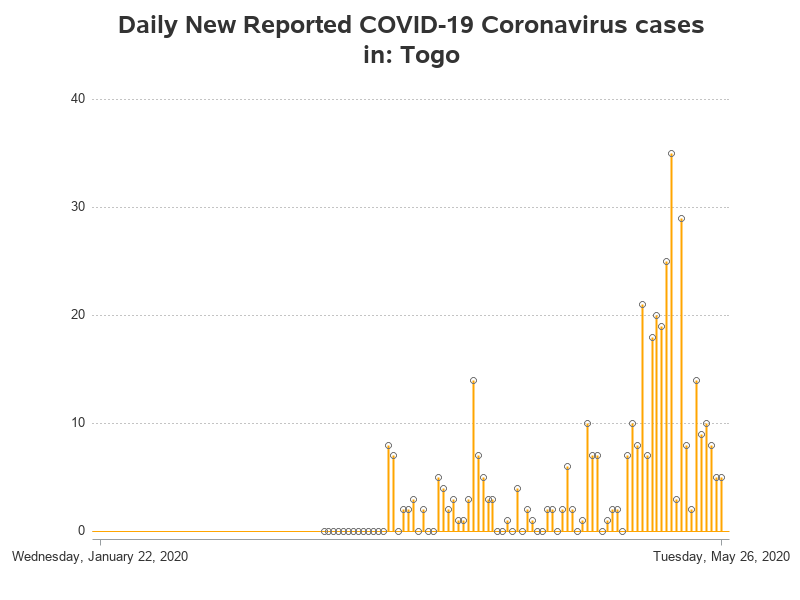 Daily New Reported COVID-19 Coronavirus cases
in: Togo
40
30
20
10
0
Wednesday, January 22, 2020 Tuesday, May 26, 2020